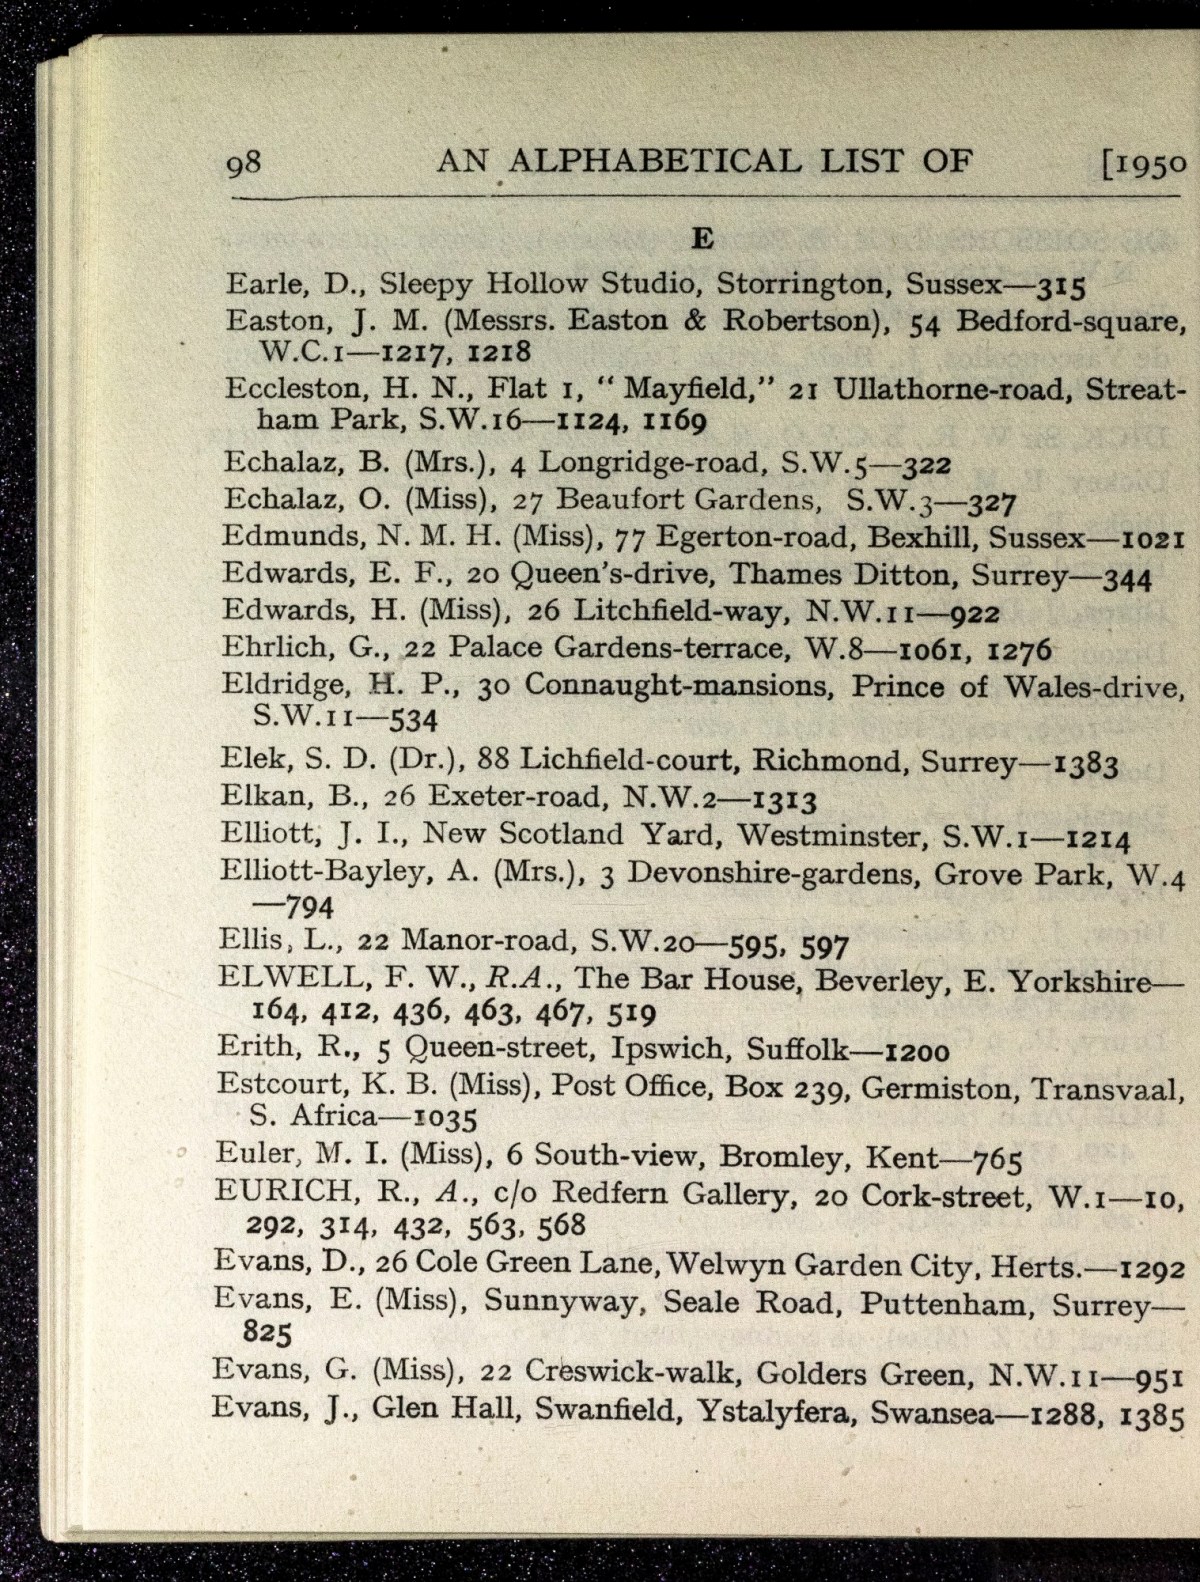 98 AN ALPHABETICAL LIST OF [1950
E
Earle, D., Sleepy Hollow Studio, Storrington, Sussex—315
Easton, J. M. (Messrs. Easton & Robertson), 54 Bedford-square,
W.C.1—1217, 1218
Eccleston, H. N., Flat 1, " Mayfield," 21 Ullathorne-road, Streat-
ham Park, S.W.16—1124, 1169
Echalaz, B. (Mrs.), 4 Longridge-road, S.W.5—322
Echalaz, O. (Miss), 27 Beaufort Gardens, S.W.3—327
Edmunds, N. M. H. (Miss), 77 Egerton-road, Bexhill, Sussex—1021
Edwards, E. F., 20 Queen's-drive, Thames Ditton, Surrey—344
Edwards, H. (Miss), 26 Litchfield-way, N.W.11—922
Ehrlich, G., 22 Palace Gardens-terrace, W.8—1061, 1276
Eldridge, H. P., 30 Connaught-mansions, Prince of Wales-drive,
S.W.11—534
Elek, S. D. (Dr.), 88 Lichfield-court, Richmond, Surrey—1383
Elkan, B., 26 Exeter-road, N.W.2—1313
Elliott, J. I., New Scotland Yard, Westminster, S.W.1—1214
Elliott-Bayley, A. (Mrs.), 3 Devonshire-gardens, Grove Park, W.4
—794
Ellis, L., 22 Manor-road, S.W.20—595, 597
ELWELL, F. W., R.A., The Bar House, Beverley, E. Yorkshire—
164, 412, 436, 463, 467, 519
Erith, R., 5 Queen-street, Ipswich, Suffolk—1200
Estcourt, K. B. (Miss), Post Office, Box 239, Germiston, Transvaal,
S. Africa—1035
Euler, M. I. (Miss), 6 South-view, Bromley, Kent—765
EURICH, R., A., c/o Redfern Gallery, 20 Cork-street, W.1—10,
292, 314, 432, 563, 568
Evans, D., 26 Cole Green Lane, Welwyn Garden City, Herts.—1292
Evans, E. (Miss), Sunnyway, Seale Road, Puttenham, Surrey—
825
Evans, G. (Miss), 22 Creswick-walk, Golders Green, N.W.11—951
Evans, J., Glen Hall, Swanfield, Ystalyfera, Swansea—1288, 1385